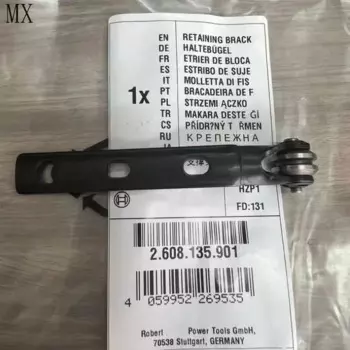 MX
EN RETAINING BRACK
DE HALTEBÜGEL
FR ETRIER DE BLOCA
ES ESTRIBO DE SUJE
IT MOLLETTA DI FIS
PT BRACADEIRA DE F
PL STRZEMI ĄCZKO
TR MAKARA DESTE Gİ
CS PŘÍDR?NÝ T ŘMEN
RU КРЕПЕЖНА
1x
HZP1
FD:131
2.608.135.901
4 059952 269535
Robert Power Tools GmbH,
70538 Stuttgart, GERMANY